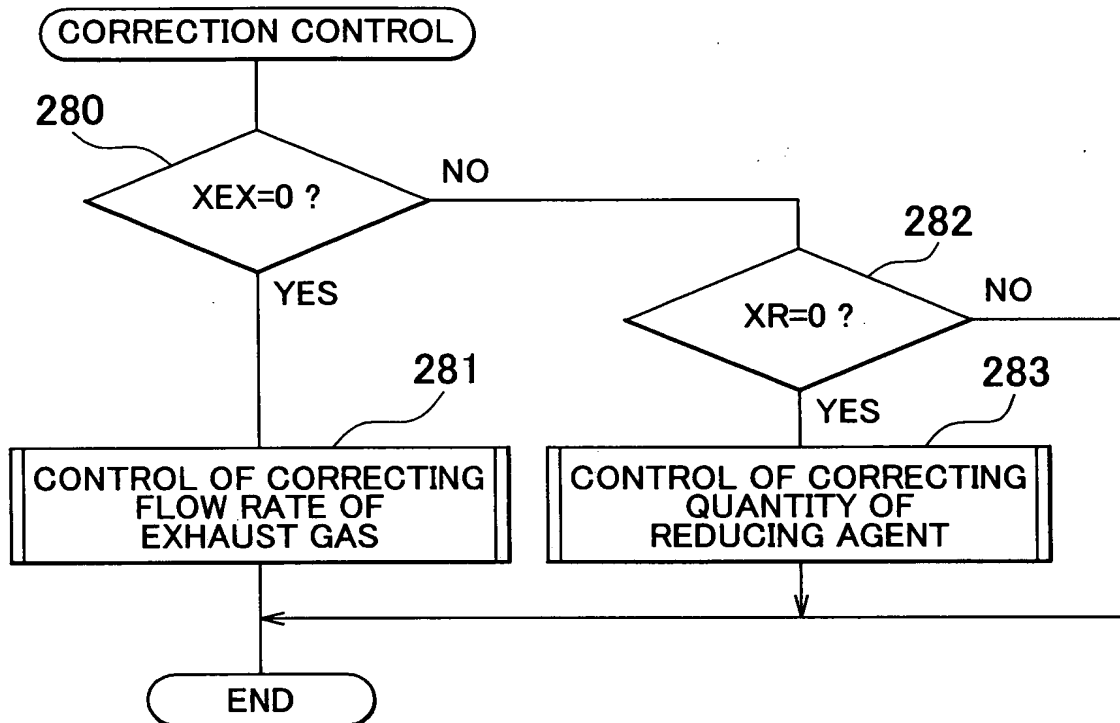 CORRECTION CONTROL
280
XEX=0 ?
NO
YES
282
XR=0 ?
NO
YES
281
CONTROL OF CORRECTING
FLOW RATE OF
EXHAUST GAS
283
CONTROL OF CORRECTING
QUANTITY OF
REDUCING AGENT
END